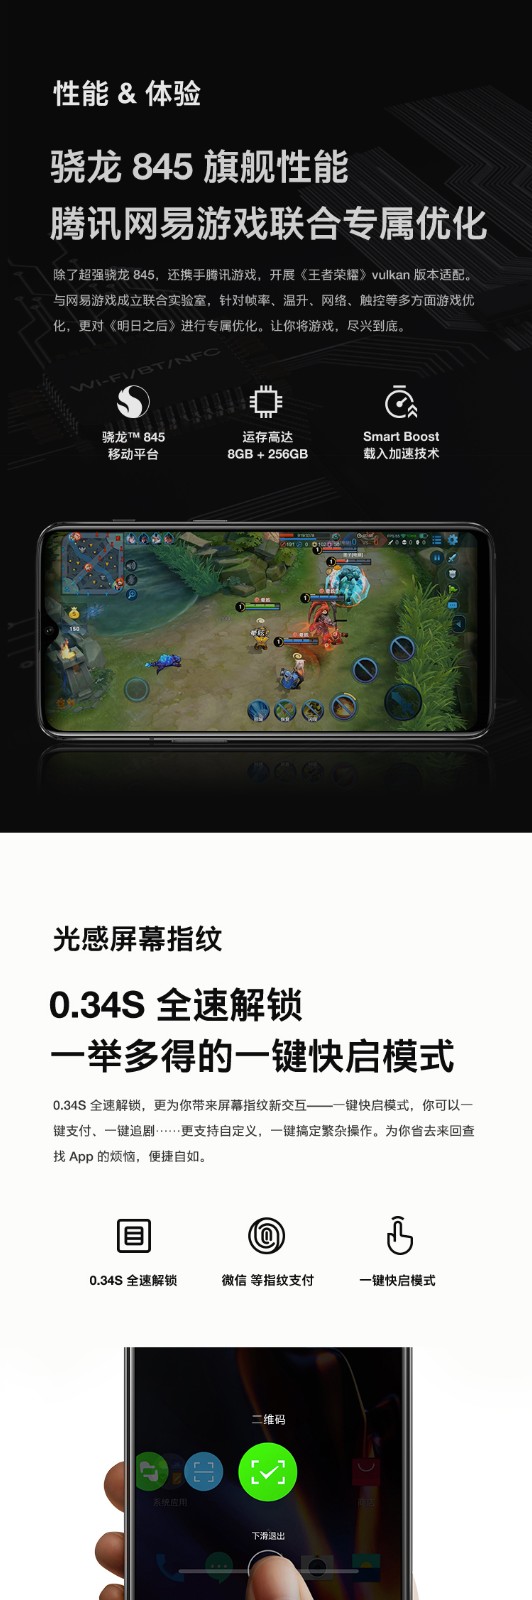 性能 & 体验
骁龙 845 旗舰性能
腾讯网易游戏联合专属优化
除了超强骁龙 845，还携手腾讯游戏，开展《王者荣耀》vulkan 版本适配。
与网易游戏成立联合实验室，针对帧率、温升、网络、触控等多方面游戏优
化，更对《明日之后》进行专属优化。让你将游戏，尽兴到底。
Wi-Fi/BT/NFC
骁龙™ 845
移动平台
运存高达
8GB + 256GB
Smart Boost
载入加速技术
光感屏幕指纹
0.34S 全速解锁
一举多得的一键快启模式
0.34S 全速解锁，更为你带来屏幕指纹新交互——一键快启模式，你可以一
键支付、一键追剧……更支持自定义，一键搞定繁杂操作。为你省去来回查
找 App 的烦恼，便捷自如。
0.34S 全速解锁
微信 等指纹支付
一键快启模式
二维码
系统应用
下滑退出